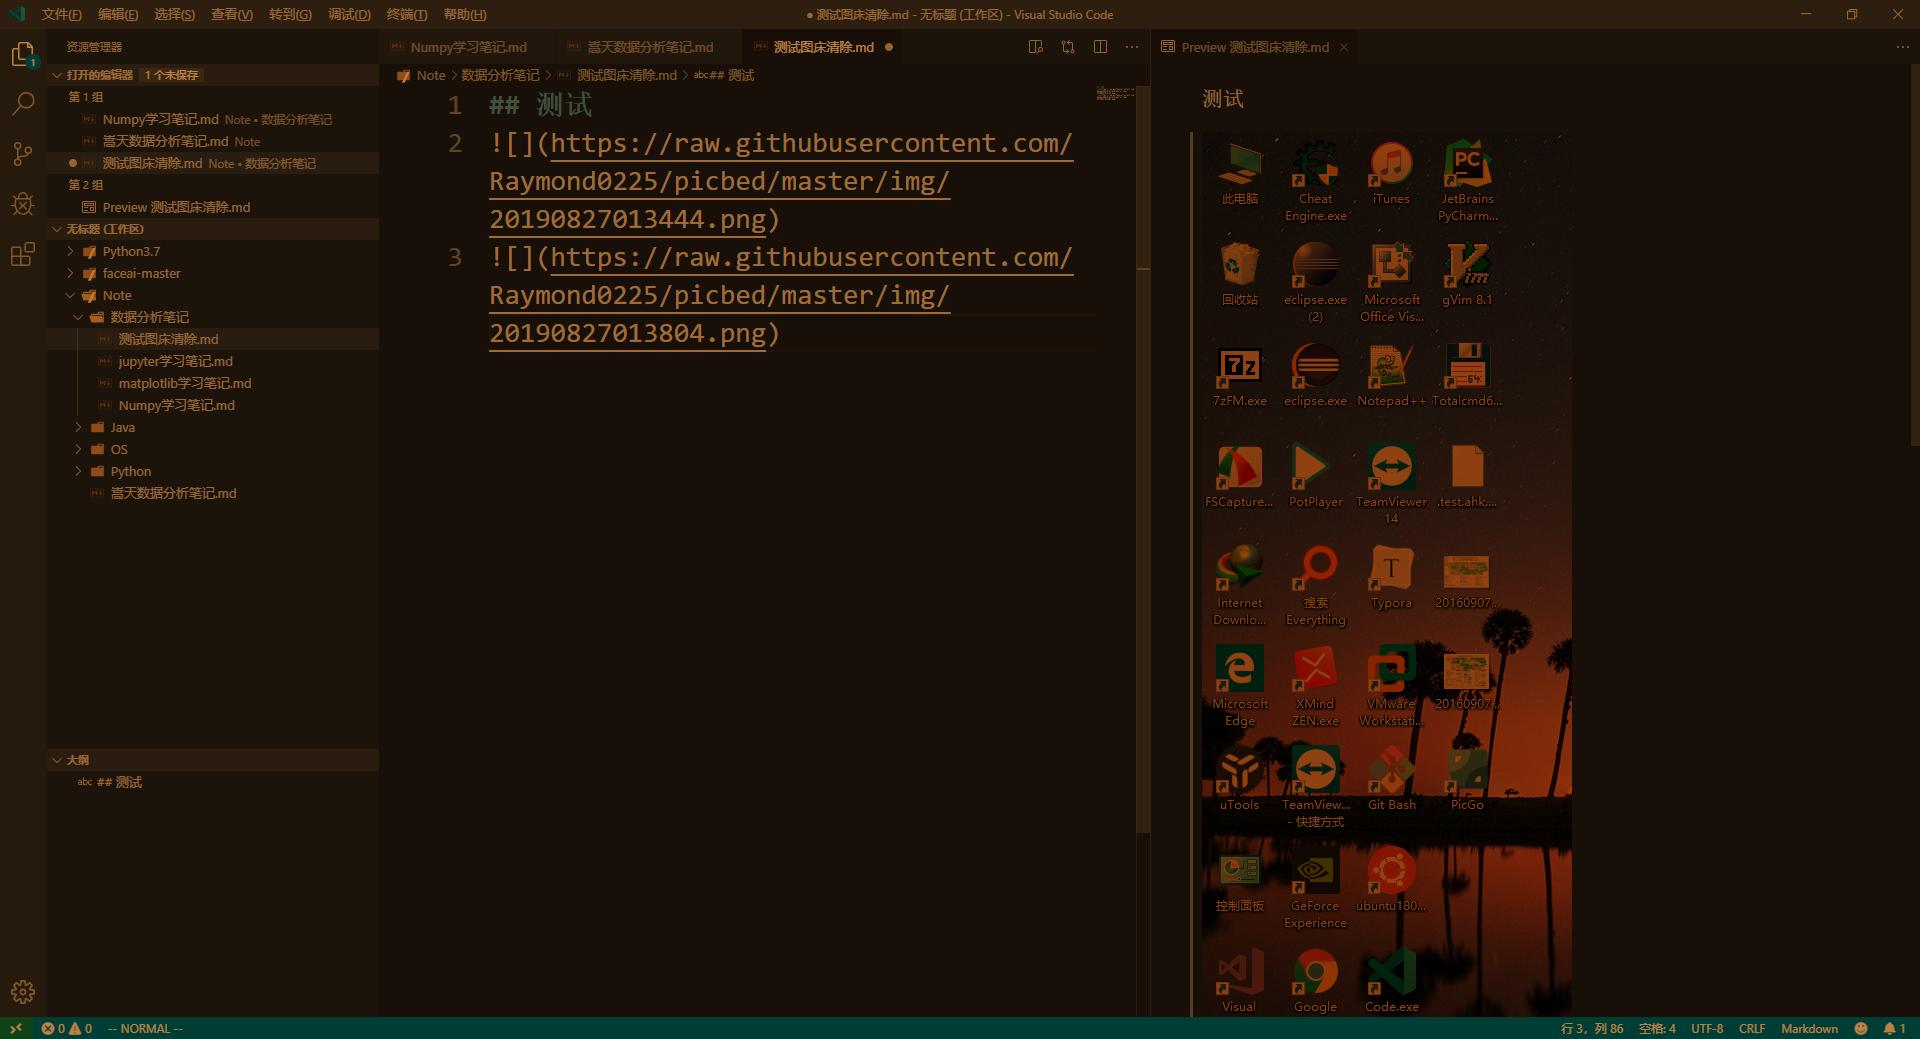 文件(F) 编辑(E) 选择(S) 查看(V) 转到(G) 调试(D) 终端(T) 帮助(H)
● 测试图床清除.md - 无标题 (工作区) - Visual Studio Code
资源管理器
打开的编辑器 1 个未保存
第 1 组
Numpy学习笔记.md Note • 数据分析笔记
嵩天数据分析笔记.md Note
测试图床清除.md Note • 数据分析笔记
第 2 组
Preview 测试图床清除.md
无标题 (工作区)
Python3.7
faceai-master
Note
数据分析笔记
测试图床清除.md
jupyter学习笔记.md
matplotlib学习笔记.md
Numpy学习笔记.md
Java
OS
Python
嵩天数据分析笔记.md
大纲
abc ## 测试
Numpy学习笔记.md 嵩天数据分析笔记.md 测试图床清除.md
Note > 数据分析笔记 > 测试图床清除.md > abc ## 测试
1 ## 测试
2 ![](https://raw.githubusercontent.com/
Raymond0225/picbed/master/img/
20190827013444.png)
3 ![](https://raw.githubusercontent.com/
Raymond0225/picbed/master/img/
20190827013804.png)
Preview 测试图床清除.md
测试
此电脑 Cheat Engine.exe iTunes JetBrains PyCharm...
回收站 eclipse.exe (2) Microsoft Office Vis... gVim 8.1
7zFM.exe eclipse.exe Notepad++ Totalcmd6...
FSCapture... PotPlayer TeamViewer 14 .test.ahk....
Internet Downlo... 搜索 Everything Typora 20160907...
Microsoft Edge XMind ZEN.exe VMware Workstati... 20160907...
uTools TeamView... - 快捷方式 Git Bash PicGo
控制面板 GeForce Experience ubuntu180...
Visual Google Code.exe
0 0 -- NORMAL --
行 3，列 86 空格: 4 UTF-8 CRLF Markdown 1